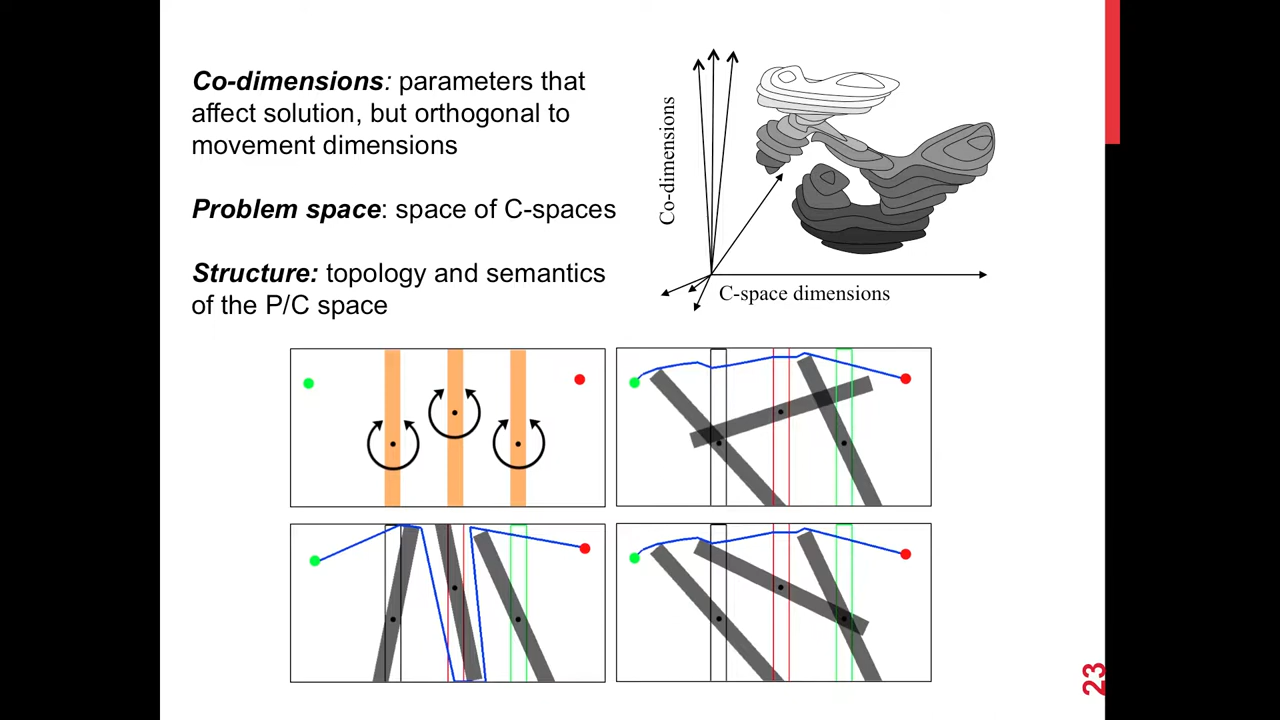 Co-dimensions: parameters that
affect solution, but orthogonal to
movement dimensions
Problem space: space of C-spaces
Structure: topology and semantics
of the P/C space
Co-dimensions
C-space dimensions
23